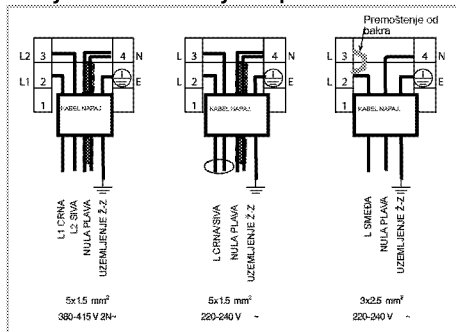 Premoštenje od
bakra
L2 3 4 N
L1 2 E
1
KABEL NAPAJ.
L1 CRNA
L2 SIVA
NULA PLAVA
UZEMLJENJE Ž-Z
5x1.5 mm²
380-415 V 2N~
L 3 4 N
L 2 E
1
KABEL NAPAJ.
L CRNA/SIVA
NULA PLAVA
UZEMLJENJE Ž-Z
5x1.5 mm²
220-240 V ~
L 3 4 N
L 2 E
1
KABEL NAPAJ.
L SMEĐA
NULA PLAVA
UZEMLJENJE Ž-Z
3x2.5 mm²
220-240 V ~